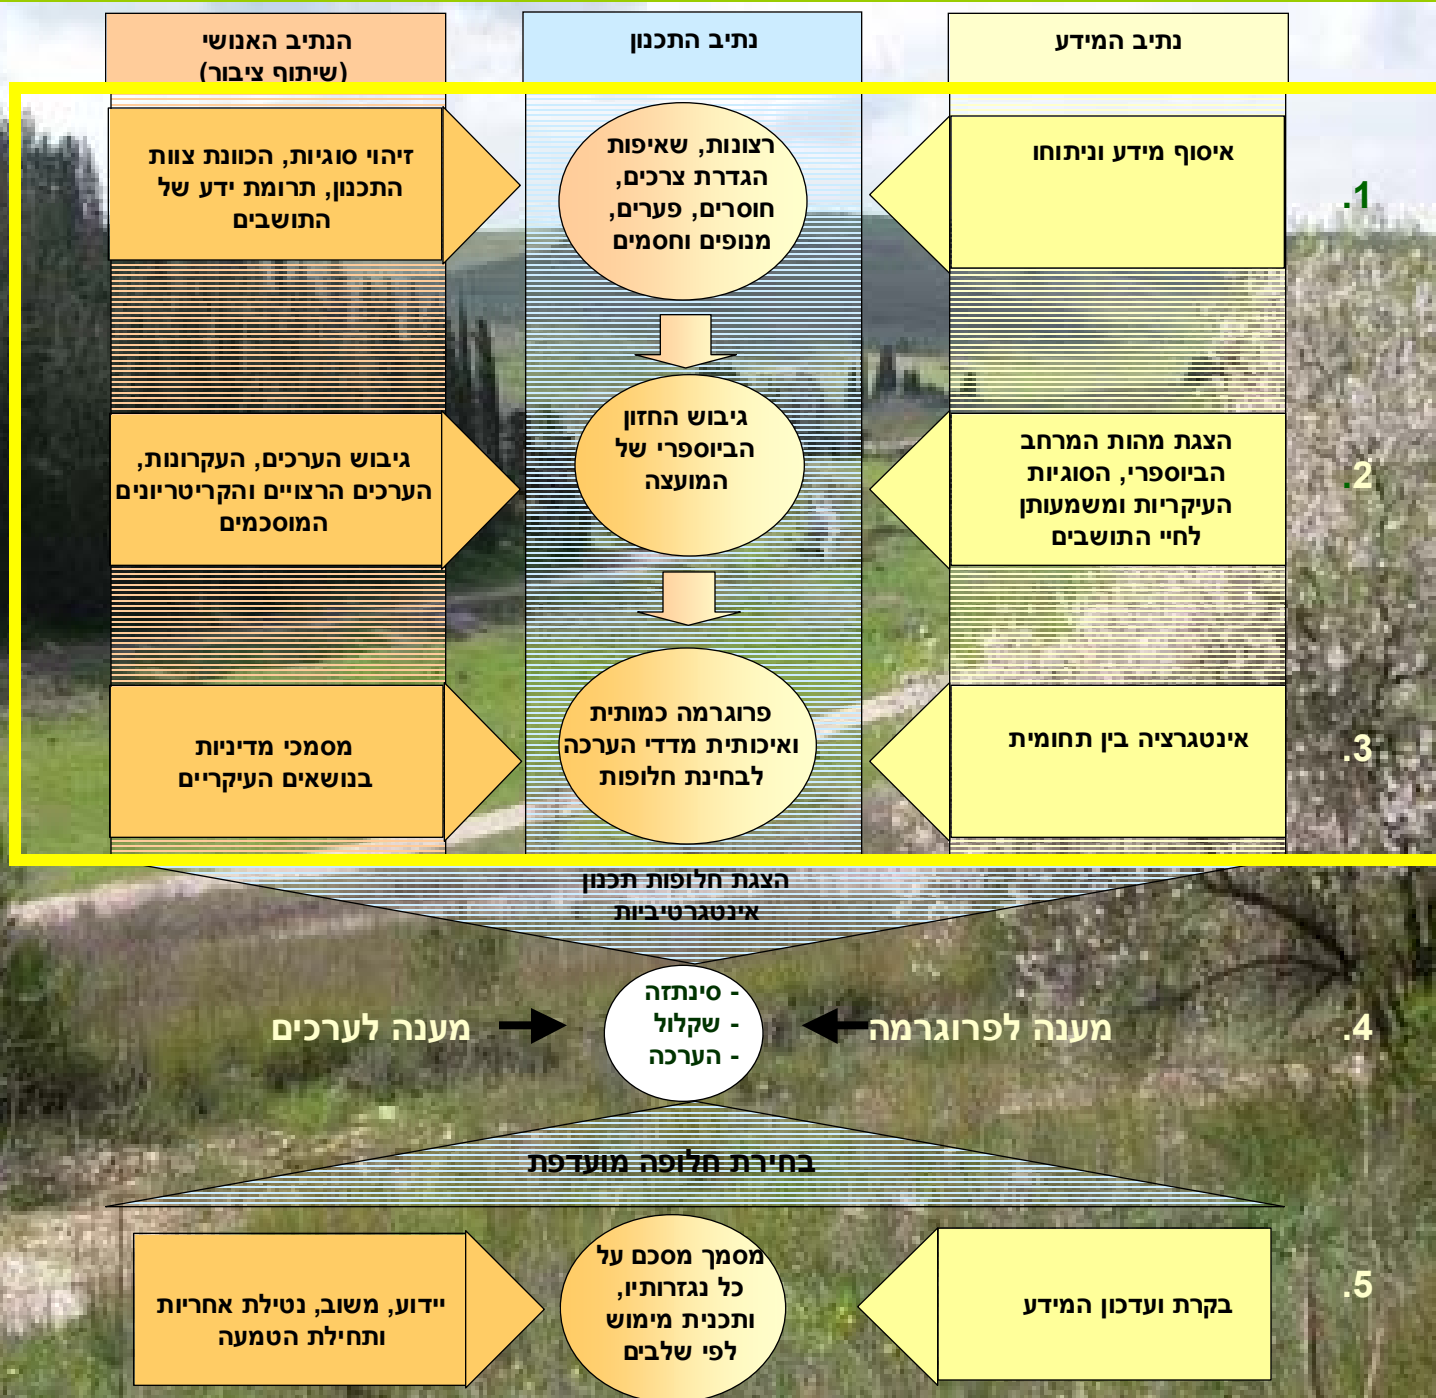 נתיב המידע
נתיב התכנון
הנתיב האנושי
(שיתוף ציבור)
.1
איסוף מידע וניתוחו
רצונות, שאיפות
הגדרת צרכים,
חוסרים, פערים,
מנופים וחסמים
זיהוי סוגיות, הכוונת צוות
התכנון, תרומת ידע של
התושבים
.2
הצגת מהות המרחב
הביוספרי, הסוגיות
העיקריות ומשמעותן
לחיי התושבים
גיבוש החזון
הביוספרי של
המועצה
גיבוש הערכים, העקרונות,
הערכים הרצויים והקריטריונים
המוסכמים
.3
אינטגרציה בין תחומית
פרוגרמה כמותית
ואיכותית מדדי הערכה
לבחינת חלופות
מסמכי מדיניות
בנושאים העיקריים
הצגת חלופות תכנון
אינטגרטיביות
.4
מענה לפרוגרמה
- סינתזה
- שקלול
- הערכה
מענה לערכים
בחירת חלופה מועדפת
.5
בקרת ועדכון המידע
מסמך מסכם על
כל נגזרותיו,
ותכנית מימוש
לפי שלבים
יידוע, משוב, נטילת אחריות
ותחילת הטמעה